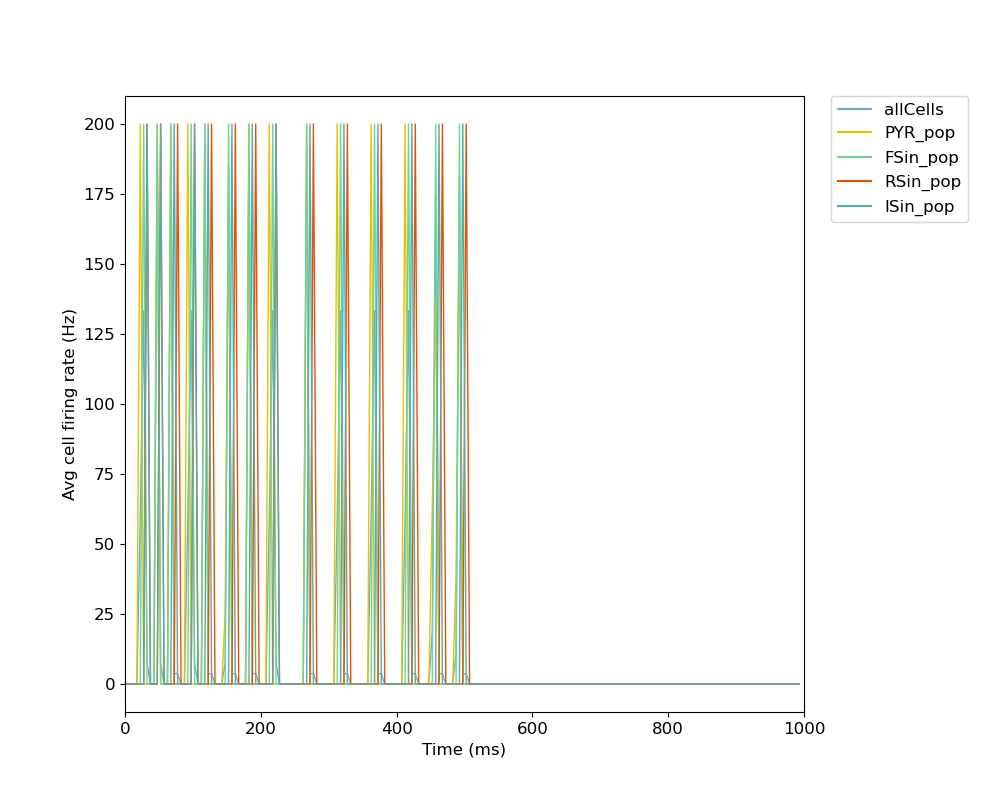 200
175
150
125
100
75
50
25
0
Avg cell firing rate (Hz)
0 200 400 600 800 1000
Time (ms)
allCells
PYR_pop
FSin_pop
RSin_pop
ISin_pop